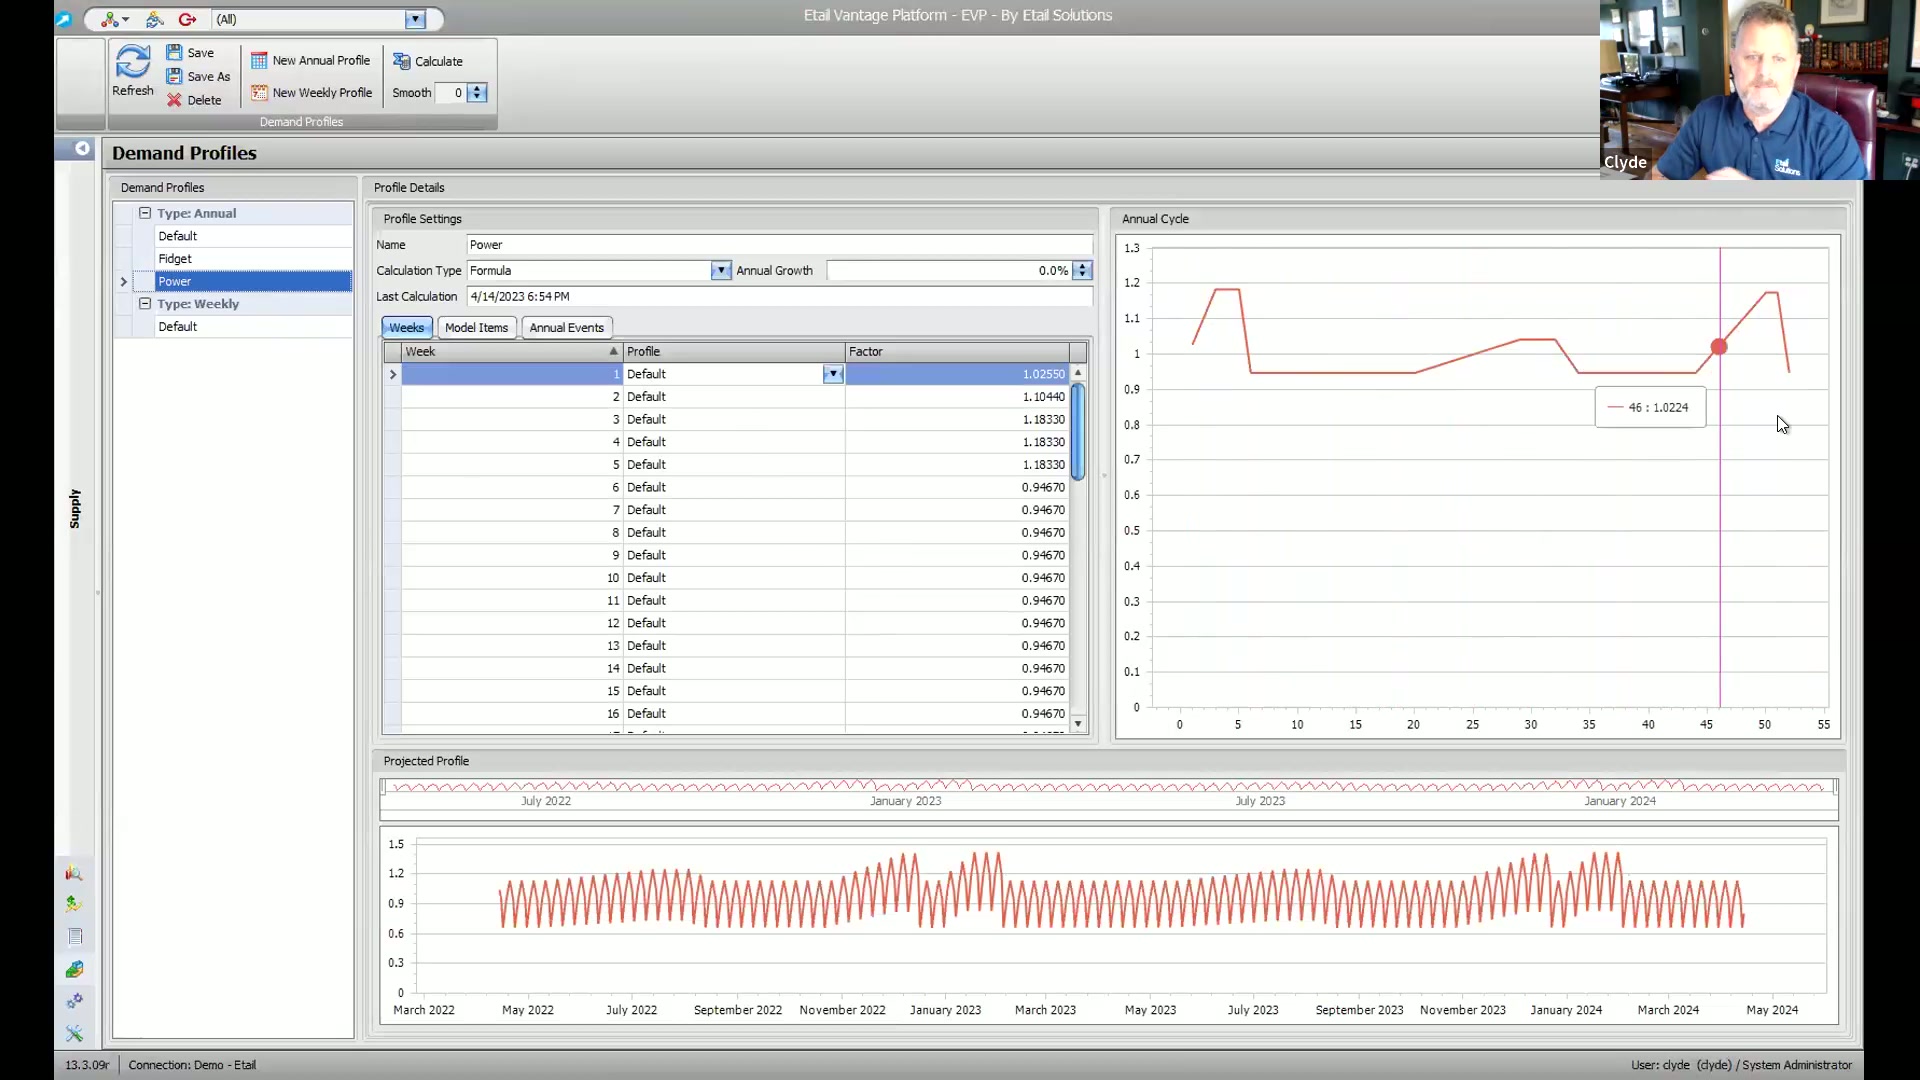 (All)
Etail Vantage Platform - EVP - By Etail Solutions
Refresh
Save
Save As
Delete
New Annual Profile
New Weekly Profile
Calculate
Smooth 0
Demand Profiles
Clyde
Etail Solutions
Demand Profiles
Demand Profiles
Type: Annual
Default
Fidget
Power
Type: Weekly
Default
Supply
Profile Details
Profile Settings
Name Power
Calculation Type Formula Annual Growth 0.0%
Last Calculation 4/14/2023 6:54 PM
Weeks Model Items Annual Events
Week Profile Factor
1 Default 1.02550
2 Default 1.10440
3 Default 1.18330
4 Default 1.18330
5 Default 1.18330
6 Default 0.94670
7 Default 0.94670
8 Default 0.94670
9 Default 0.94670
10 Default 0.94670
11 Default 0.94670
12 Default 0.94670
13 Default 0.94670
14 Default 0.94670
15 Default 0.94670
16 Default 0.94670
Annual Cycle
1.3
1.2
1.1
1
0.9
0.8
0.7
0.6
0.5
0.4
0.3
0.2
0.1
0
46 : 1.0224
0 5 10 15 20 25 30 35 40 45 50 55
Projected Profile
July 2022 January 2023 July 2023 January 2024
1.5
1.2
0.9
0.6
0.3
0
March 2022 May 2022 July 2022 September 2022 November 2022 January 2023 March 2023 May 2023 July 2023 September 2023 November 2023 January 2024 March 2024 May 2024
13.3.09r Connection: Demo - Etail
User: clyde (clyde) / System Administrator